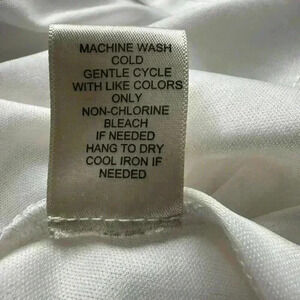 MACHINE WASH
COLD
GENTLE CYCLE
WITH LIKE COLORS
ONLY
NON-CHLORINE
BLEACH
IF NEEDED
HANG TO DRY
COOL IRON IF
NEEDED